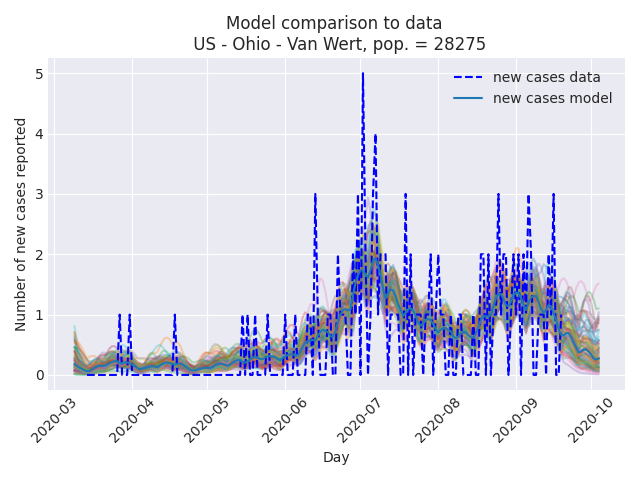 Model comparison to data
US - Ohio - Van Wert, pop. = 28275
new cases data
new cases model
Number of new cases reported
5
4
3
2
1
0
2020-03
2020-04
2020-05
2020-06
2020-07
2020-08
2020-09
2020-10
Day